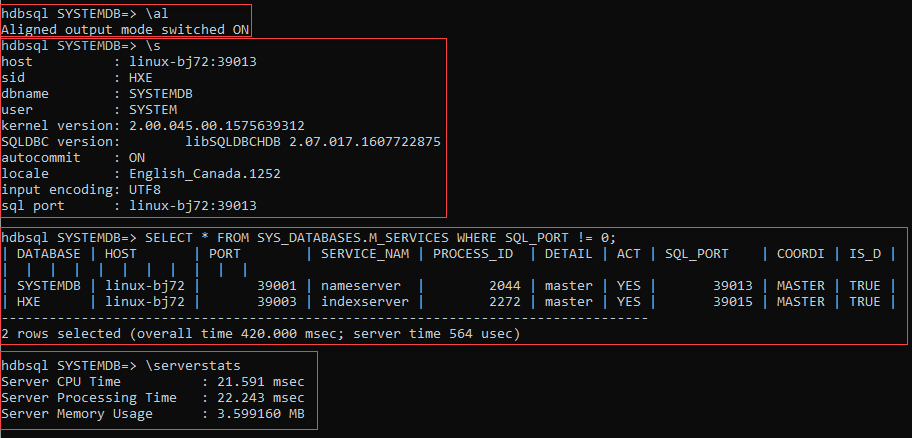 hdbsql SYSTEMDB=> \al
Aligned output mode switched ON
hdbsql SYSTEMDB=> \s
host          : linux-bj72:39013
sid           : HXE
dbname        : SYSTEMDB
user          : SYSTEM
kernel version: 2.00.045.00.1575639312
SQLDBC version:        libSQLDBCHDB 2.07.017.1607722875
autocommit    : ON
locale        : English_Canada.1252
input encoding: UTF8
sql port      : linux-bj72:39013
hdbsql SYSTEMDB=> SELECT * FROM SYS_DATABASES.M_SERVICES WHERE SQL_PORT != 0;
| DATABASE | HOST       | PORT        | SERVICE_NAM | PROCESS_ID  | DETAIL | ACT | SQL_PORT    | COORDI | IS_D |
|  |  |  |  |  |  |  |  |  |  |
| SYSTEMDB | linux-bj72 |       39001 | nameserver  |        2044 | master | YES |       39013 | MASTER | TRUE |
| HXE      | linux-bj72 |       39003 | indexserver |        2272 | master | YES |       39015 | MASTER | TRUE |
---------------------------------------------------------------------------------
2 rows selected (overall time 420.000 msec; server time 564 usec)
hdbsql SYSTEMDB=> \serverstats
Server CPU Time          : 21.591 msec
Server Processing Time   : 22.243 msec
Server Memory Usage      : 3.599160 MB